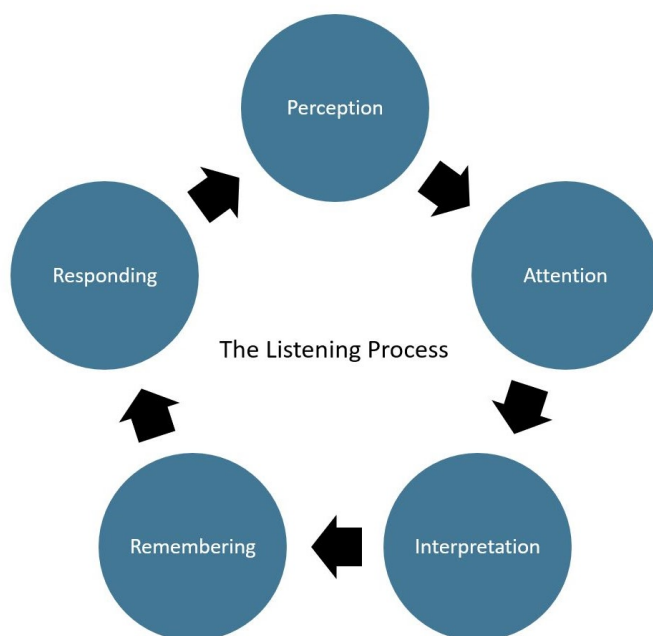 Perception
Attention
Interpretation
Remembering
Responding
The Listening Process